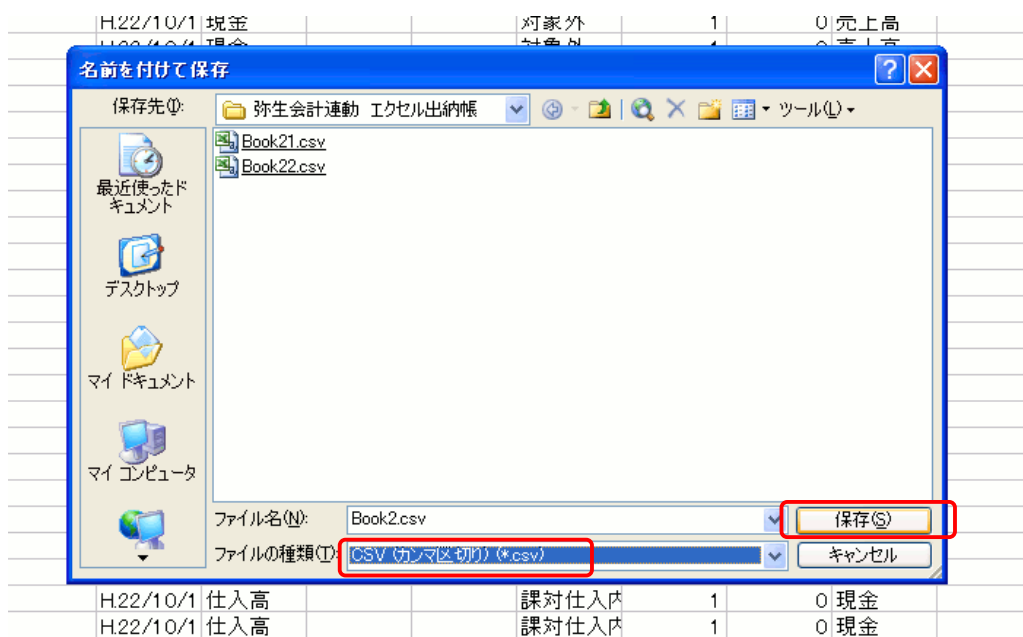 H.22/10/1 現金 対象外 1 0 売上高
名前を付けて保存
保存先(I): 弥生会計連動 エクセル出納帳 ツール(L)
Book21.csv
Book22.csv
最近使ったド
キュメント
デスクトップ
マイ ドキュメント
マイ コンピュータ
ファイル名(N): Book2.csv 保存(S)
ファイルの種類(T): CSV (カンマ区切り) (*.csv) キャンセル
H.22/10/1 仕入高 課対仕入内 1 0 現金
H.22/10/1 仕入高 課対仕入内 1 0 現金